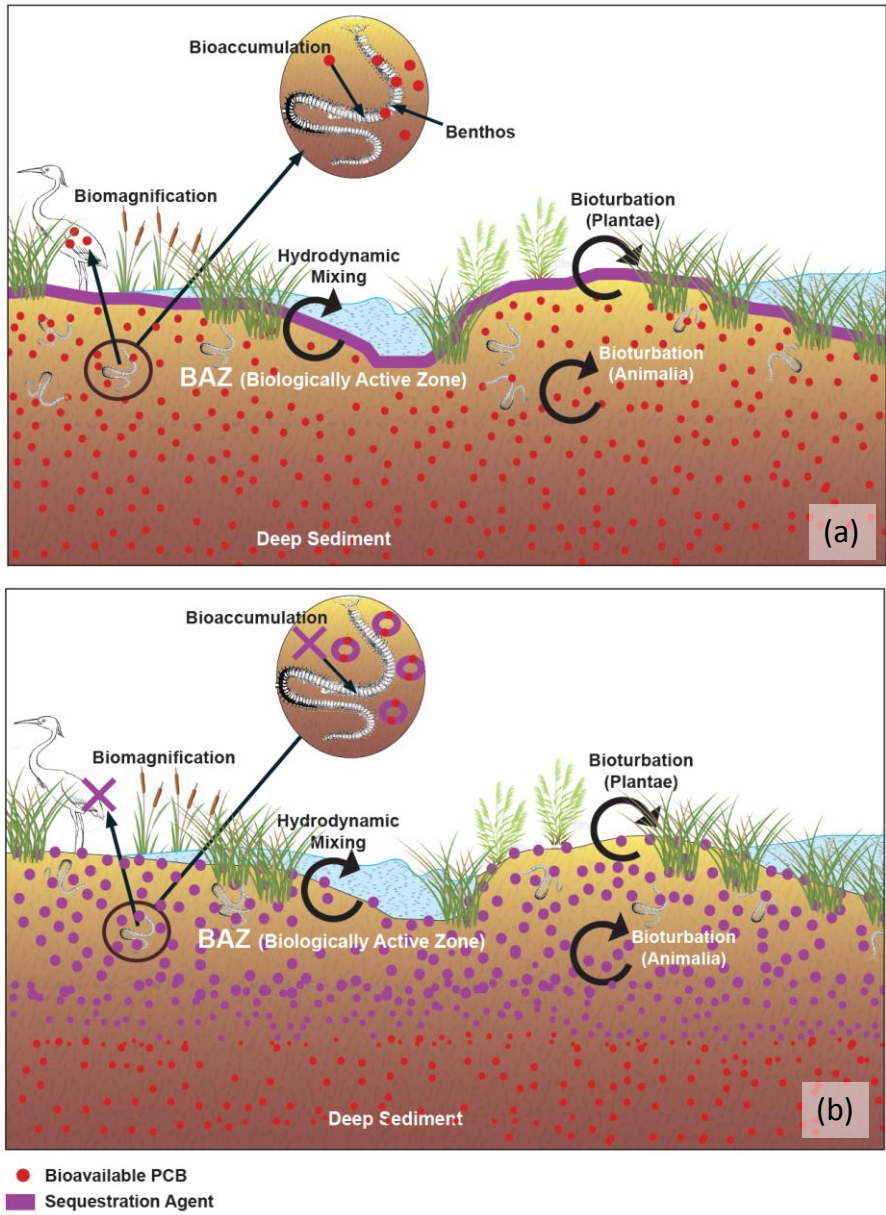 Bioaccumulation
Benthos
Biomagnification
Bioturbation
(Plantae)
Hydrodynamic
Mixing
BAZ (Biologically Active Zone)
Bioturbation
(Animalia)
Deep Sediment
(a)
Bioaccumulation
Biomagnification
Bioturbation
(Plantae)
Hydrodynamic
Mixing
BAZ (Biologically Active Zone)
Bioturbation
(Animalia)
Deep Sediment
(b)
Bioavailable PCB
Sequestration Agent